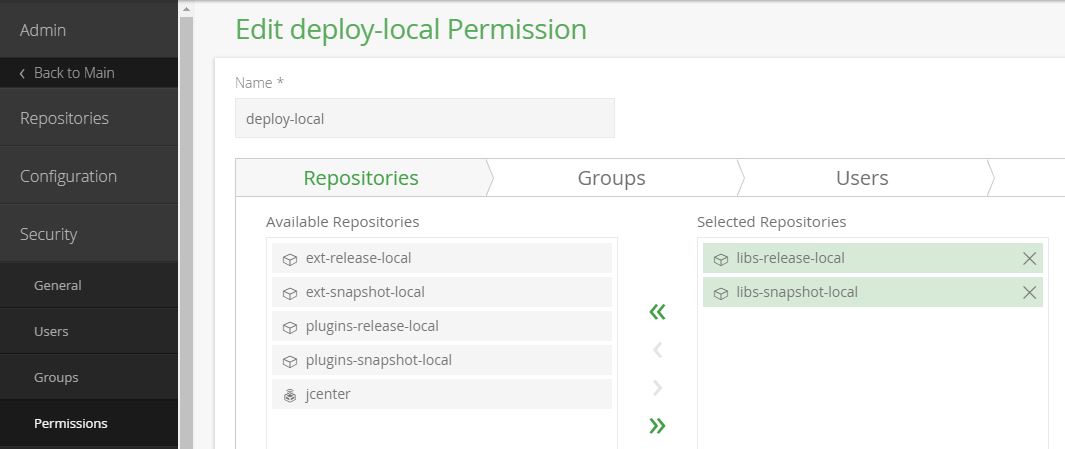 Admin
Back to Main
Repositories
Configuration
Security
General
Users
Groups
Permissions
Edit deploy-local Permission
Name *
deploy-local
Repositories
Groups
Users
Available Repositories
ext-release-local
ext-snapshot-local
plugins-release-local
plugins-snapshot-local
jcenter
Selected Repositories
libs-release-local
libs-snapshot-local